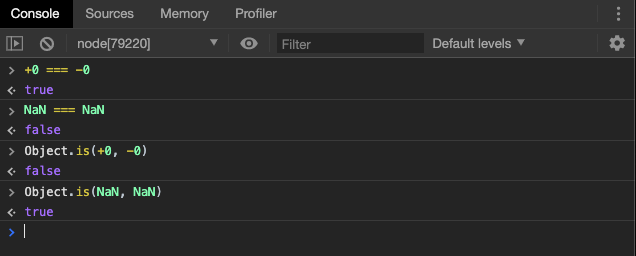 Console Sources Memory Profiler
node[79220] Filter Default levels
+0 === -0
true
NaN === NaN
false
Object.is(+0, -0)
false
Object.is(NaN, NaN)
true